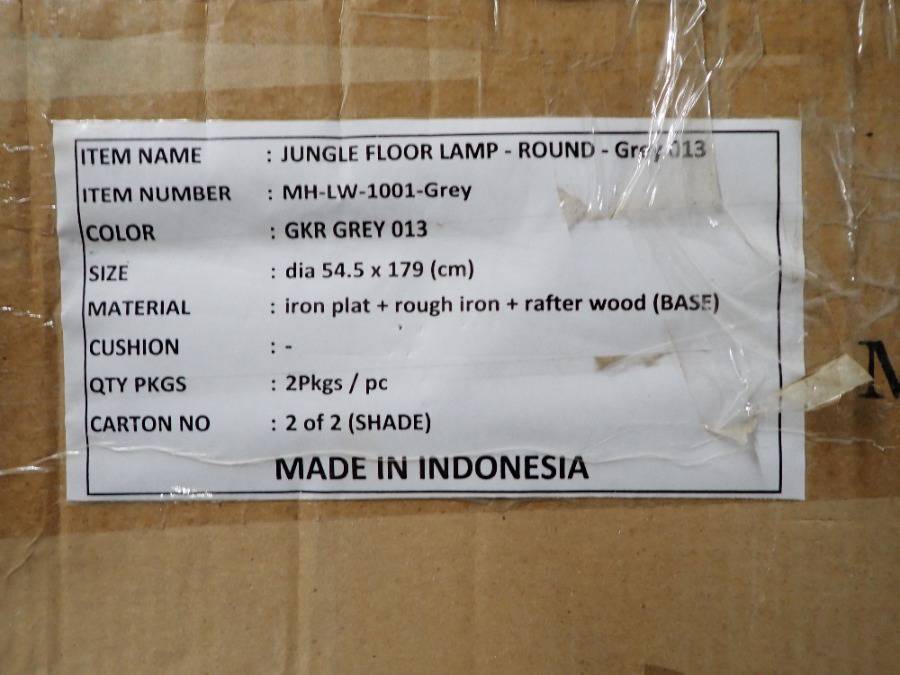 ITEM NAME : JUNGLE FLOOR LAMP - ROUND - Grey 013
ITEM NUMBER : MH-LW-1001-Grey
COLOR : GKR GREY 013
SIZE : dia 54.5 x 179 (cm)
MATERIAL : iron plat + rough iron + rafter wood (BASE)
CUSHION : -
QTY PKGS : 2Pkgs / pc
CARTON NO : 2 of 2 (SHADE)
MADE IN INDONESIA